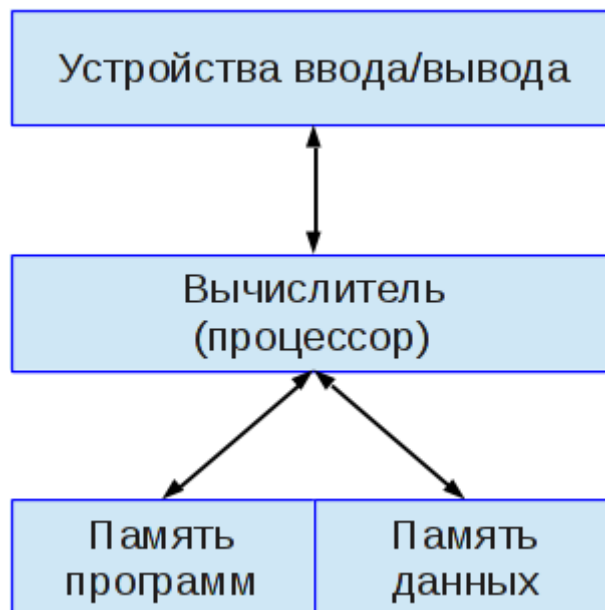 Устройства ввода/вывода
Вычислитель
(процессор)
Память
программ
Память
данных